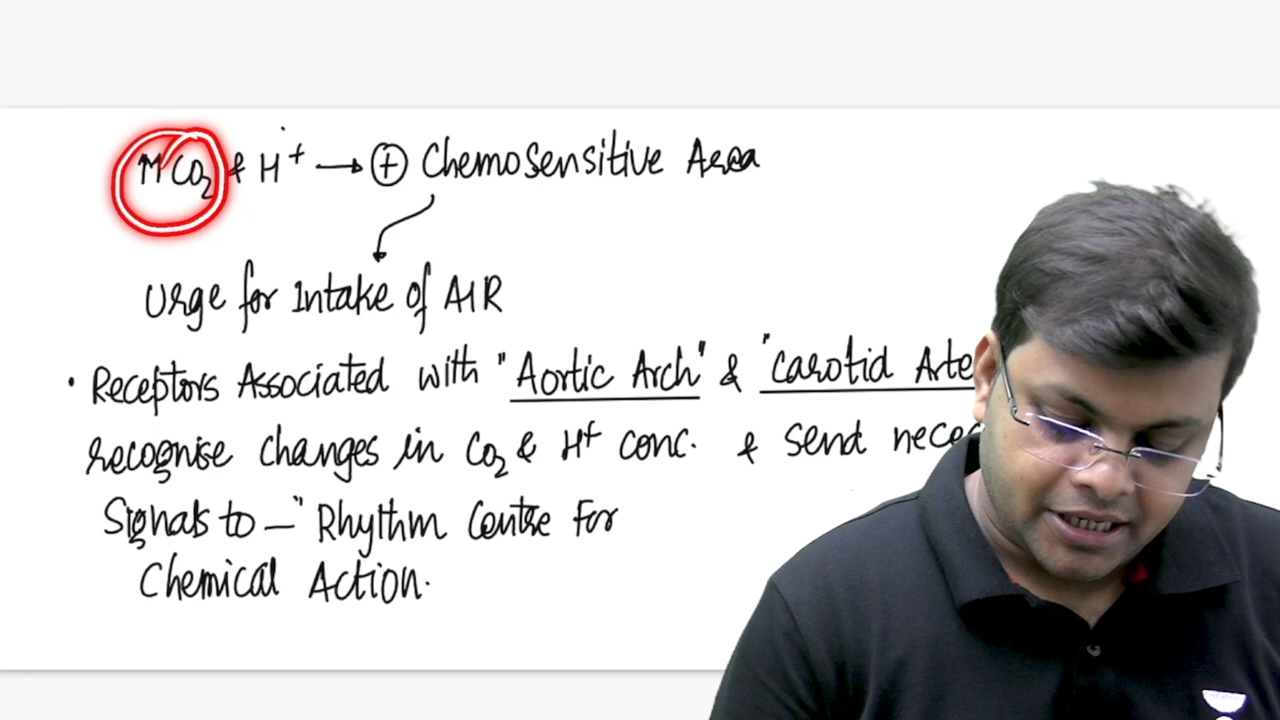 ↑↑CO₂ & H⁺ → ⊕ Chemosensitive Area
Urge for Intake of AIR
• Receptors Associated with "Aortic Arch" & "Carotid Arte
recognise changes in CO₂ & H⁺ conc. & send neces
Signals to — " Rhythm Centre For
Chemical Action.